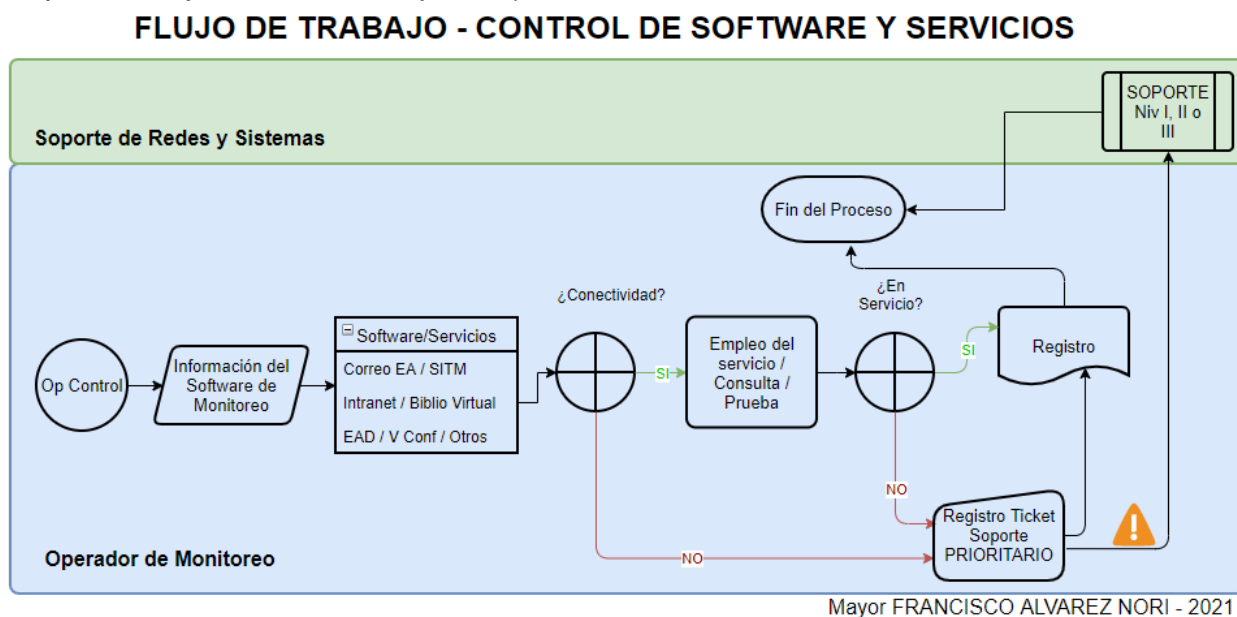 FLUJO DE TRABAJO - CONTROL DE SOFTWARE Y SERVICIOS
SOPORTE
Niv I, II o
III
Soporte de Redes y Sistemas
Fin del Proceso
¿Conectividad?
¿En
Servicio?
Op Control
Información del
Software de
Monitoreo
Software/Servicios
Correo EA / SITM
Intranet / Biblio Virtual
EAD / V Conf / Otros
SI
Empleo del
servicio /
Consulta /
Prueba
SI
Registro
NO
Registro Ticket
Soporte
PRIORITARIO
NO
Operador de Monitoreo
Mayor FRANCISCO ALVAREZ NORI - 2021